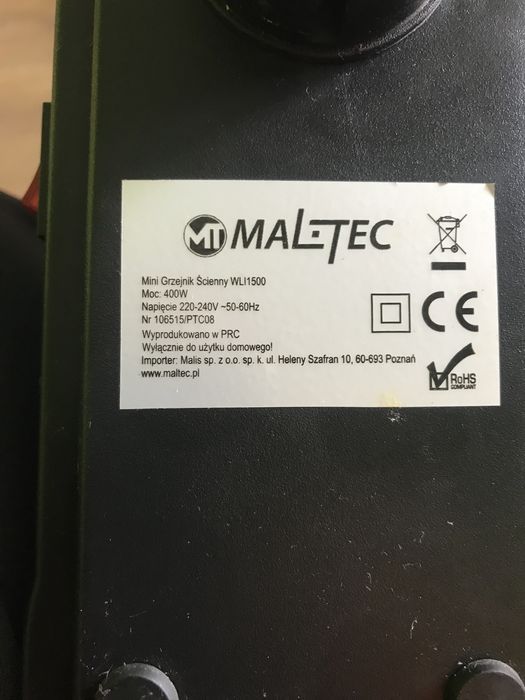 MT MALTEC
Mini Grzejnik Ścienny WLI1500
Moc: 400W
Napięcie 220-240V ~50-60Hz
Nr 106515/PTC08
Wyprodukowano w PRC
Wyłącznie do użytku domowego!
Importer: Malis sp. z o.o. sp. k. ul. Heleny Szafran 10, 60-693 Poznań
www.maltec.pl
CE
RoHS
COMPLIANT